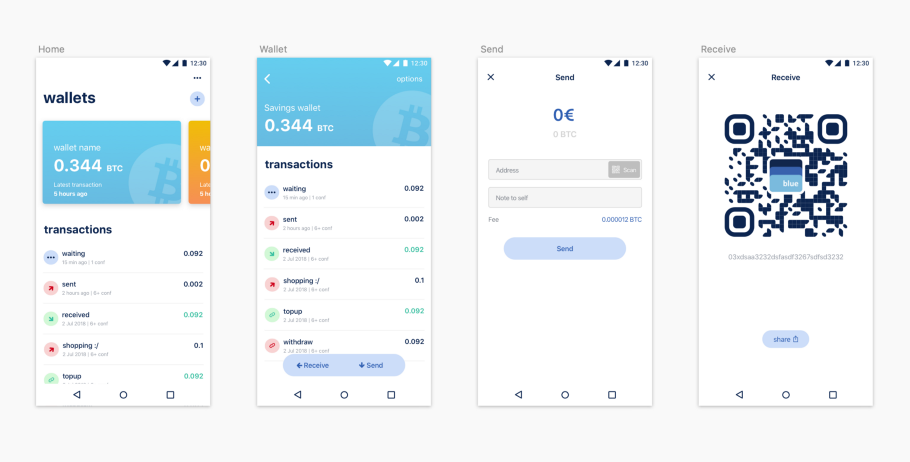 Home
12:30
•••
wallets
+
wallet name
0.344 BTC
Latest transaction
5 hours ago
wa
0.
Lates
5 ho
transactions
waiting 0.092
15 min ago | 1 conf
sent 0.002
2 hours ago | 6+ conf
received 0.092
2 Jul 2018 | 6+ conf
shopping :/ 0.1
2 Jul 2018 | 6+ conf
topup 0.092
Wallet
12:30
options
Savings wallet
0.344 BTC
transactions
waiting 0.092
15 min ago | 1 conf
sent 0.002
2 hours ago | 6+ conf
received 0.092
2 Jul 2018 | 6+ conf
shopping :/ 0.1
2 Jul 2018 | 6+ conf
topup 0.092
2 Jul 2018 | 6+ conf
withdraw 0.092
2 Jul 2018 | 6+ conf
Receive Send
Send
12:30
Send
0€
0 BTC
Address Scan
Note to self
Fee 0.000012 BTC
Send
Receive
12:30
Receive
blue
03xdsaa3232dsfasdf3267sdfsd3232
share